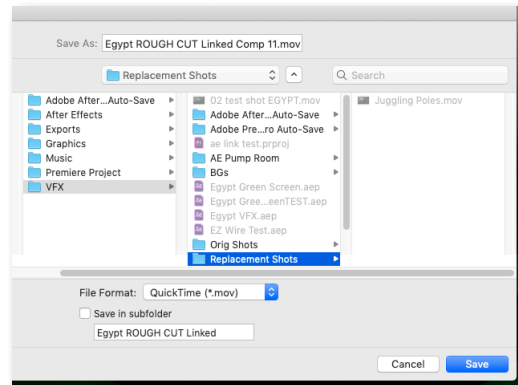 Save As: Egypt ROUGH CUT Linked Comp 11.mov
Replacement Shots
Search
Adobe After...Auto-Save
After Effects
Exports
Graphics
Music
Premiere Project
VFX
02 test shot EGYPT.mov
Adobe After...Auto-Save
Adobe Pre...ro Auto-Save
ae link test.prproj
AE Pump Room
BGs
Egypt Green Screen.aep
Egypt Gree...eenTEST.aep
Egypt VFX.aep
EZ Wire Test.aep
Orig Shots
Replacement Shots
Juggling Poles.mov
File Format: QuickTime (*.mov)
Save in subfolder
Egypt ROUGH CUT Linked
Cancel Save